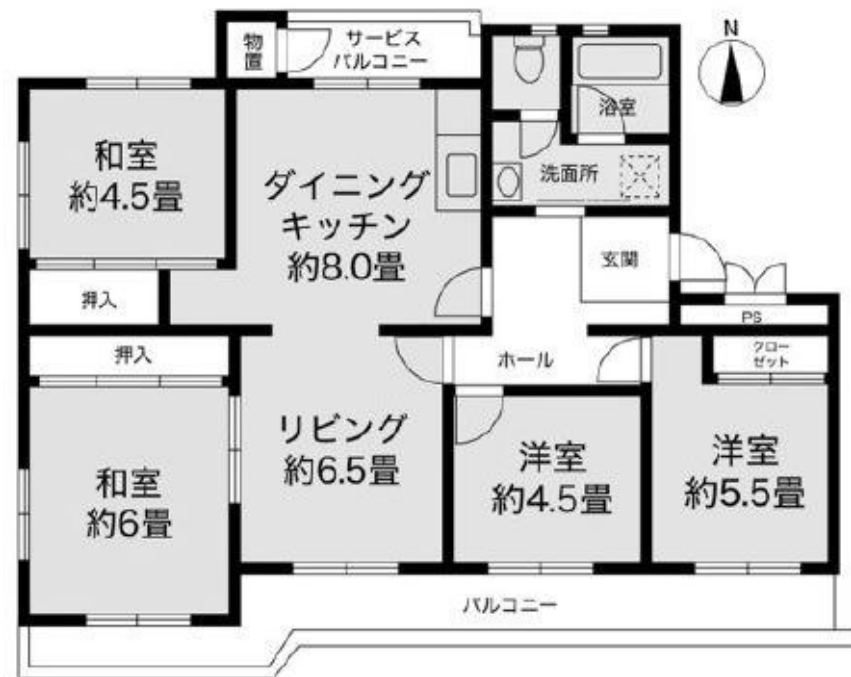 物置
サービス
バルコニー
N
浴室
和室
約4.5畳
ダイニング
キッチン
約8.0畳
洗面所
玄関
押入
PS
押入
ホール
クロー
ゼット
リビング
約6.5畳
洋室
約4.5畳
洋室
約5.5畳
和室
約6畳
バルコニー